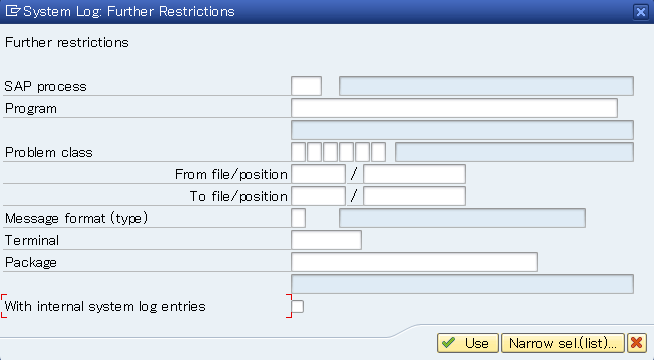 System Log: Further Restrictions
Further restrictions
SAP process
Program
Problem class
From file/position /
To file/position /
Message format (type)
Terminal
Package
With internal system log entries
Use Narrow sel.(list)...